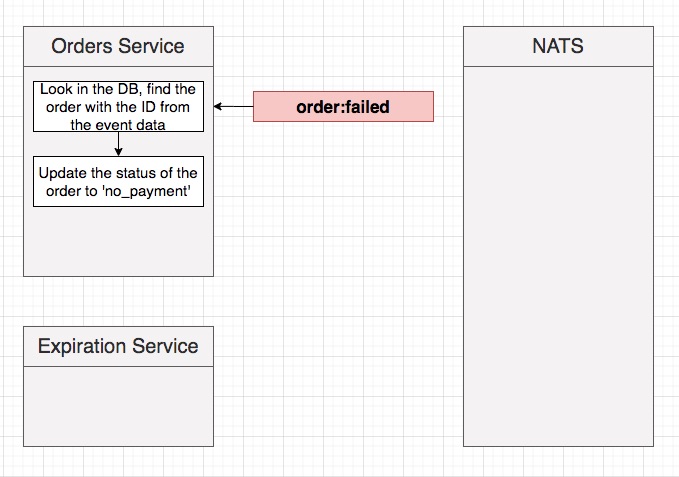 Orders Service
NATS
Look in the DB, find the
order with the ID from
the event data
order:failed
Update the status of the
order to 'no_payment'
Expiration Service